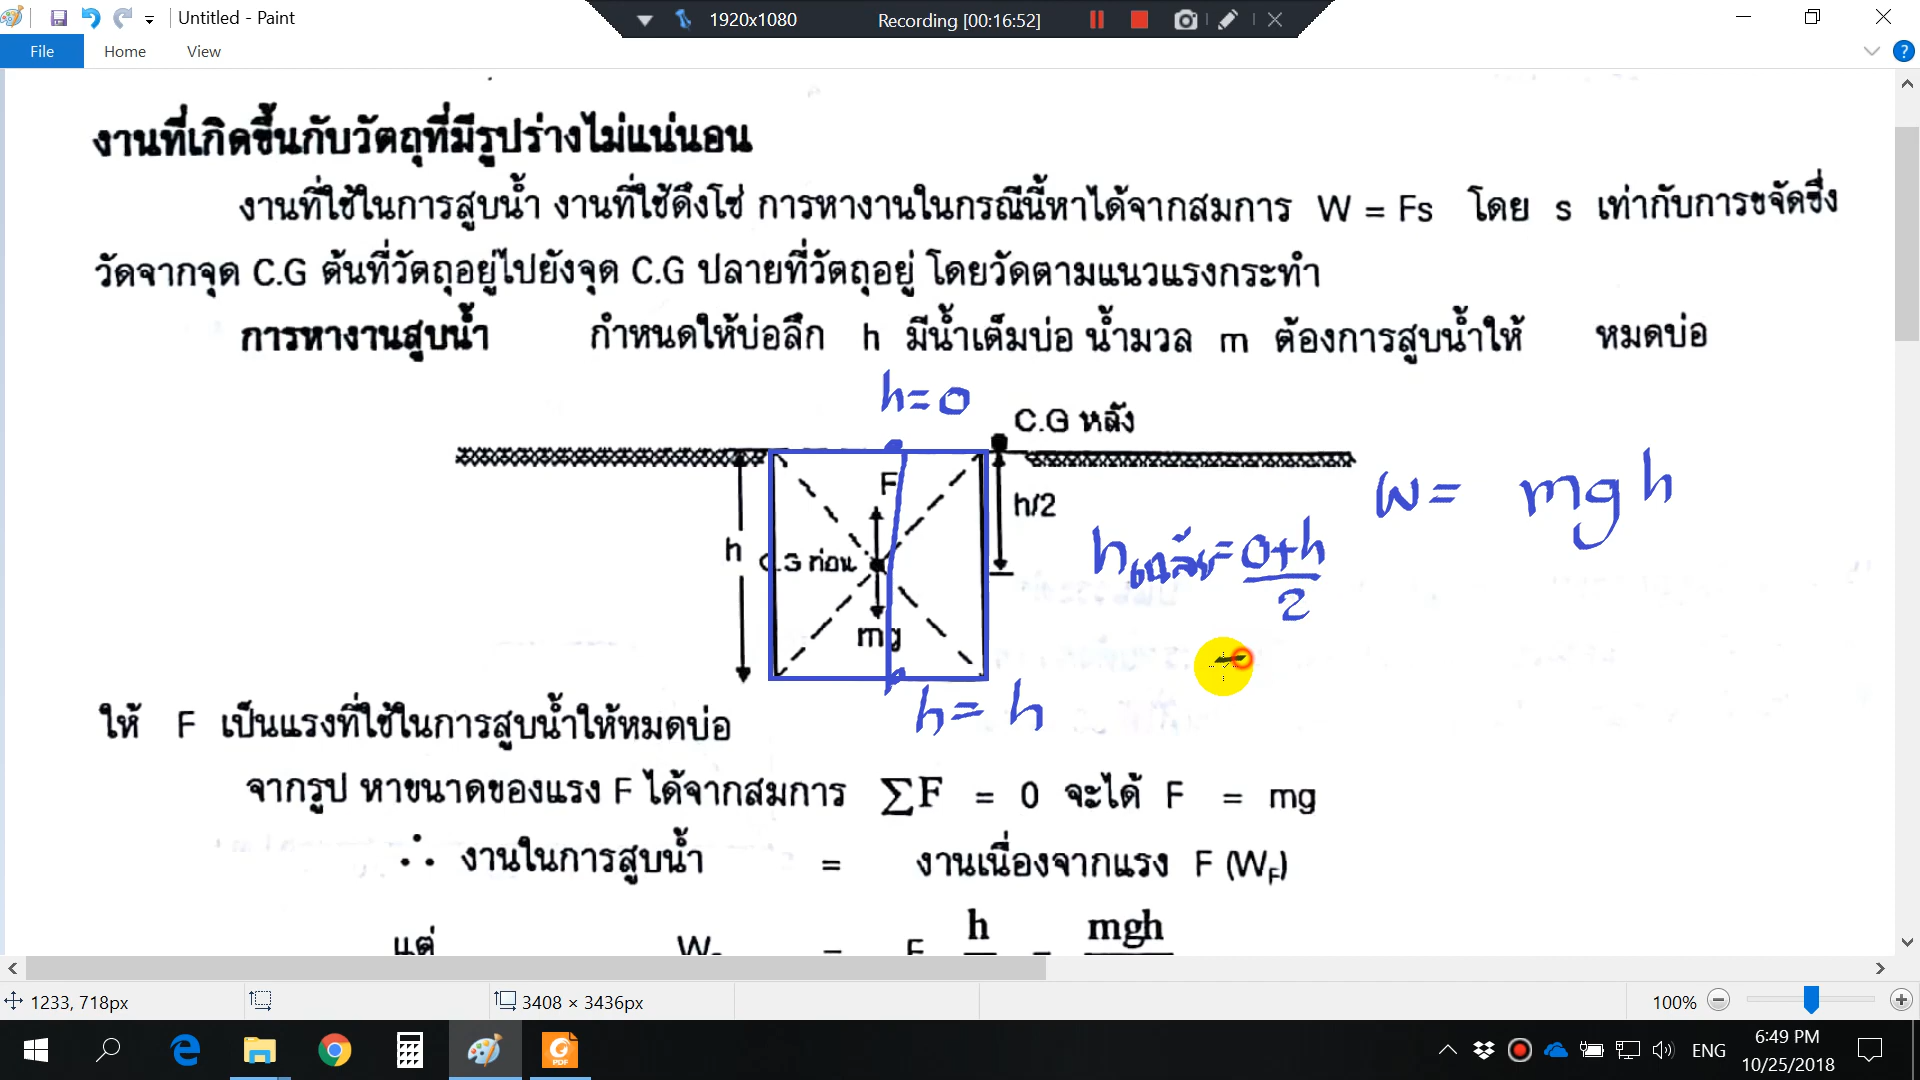 Untitled - Paint
1920x1080
Recording [00:16:52]
File Home View
งานที่เกิดขึ้นกับวัตถุที่มีรูปร่างไม่แน่นอน
งานที่ใช้ในการสูบน้ำ งานที่ใช้ดึงโซ่ การหางานในกรณีนี้หาได้จากสมการ W = Fs โดย s เท่ากับการขจัดซึ่ง
วัดจากจุด C.G ต้นที่วัตถุอยู่ไปยังจุด C.G ปลายที่วัตถุอยู่ โดยวัดตามแนวแรงกระทำ
การหางานสูบน้ำ กำหนดให้บ่อลึก h มีน้ำเต็มบ่อ น้ำมวล m ต้องการสูบน้ำให้ หมดบ่อ
h=0
C.G หลัง
F
h/2
W= mgh
h
C.G ก่อน
hเฉลี่ย= 0+h
2
mg
h= h
ให้ F เป็นแรงที่ใช้ในการสูบน้ำให้หมดบ่อ
จากรูป หาขนาดของแรง F ได้จากสมการ ∑F = 0 จะได้ F = mg
∴ งานในการสูบน้ำ = งานเนื่องจากแรง F (WF)
h mgh
แต่ W = F =
1233, 718px
3408 × 3436px
100%
6:49 PM
ENG
10/25/2018